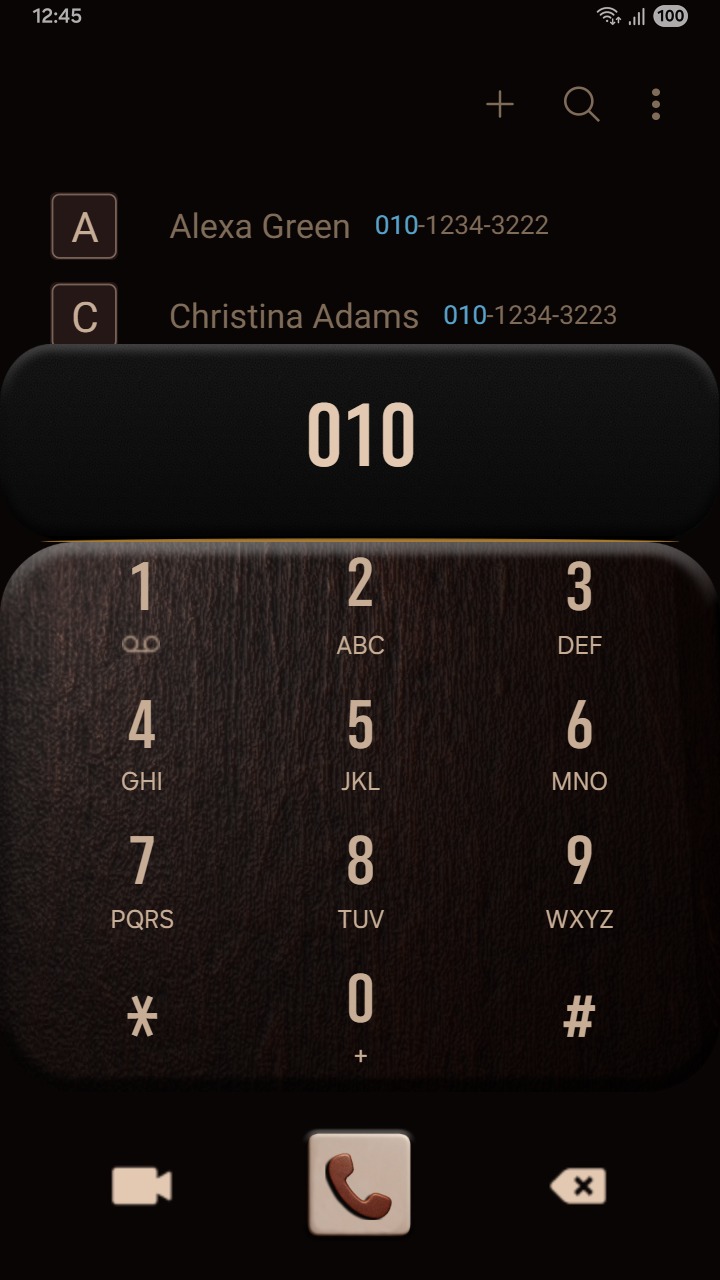 12:45 100
A Alexa Green 010-1234-3222
C Christina Adams 010-1234-3223
010
1 2 3
ABC DEF
4 5 6
GHI JKL MNO
7 8 9
PQRS TUV WXYZ
* 0 #
+